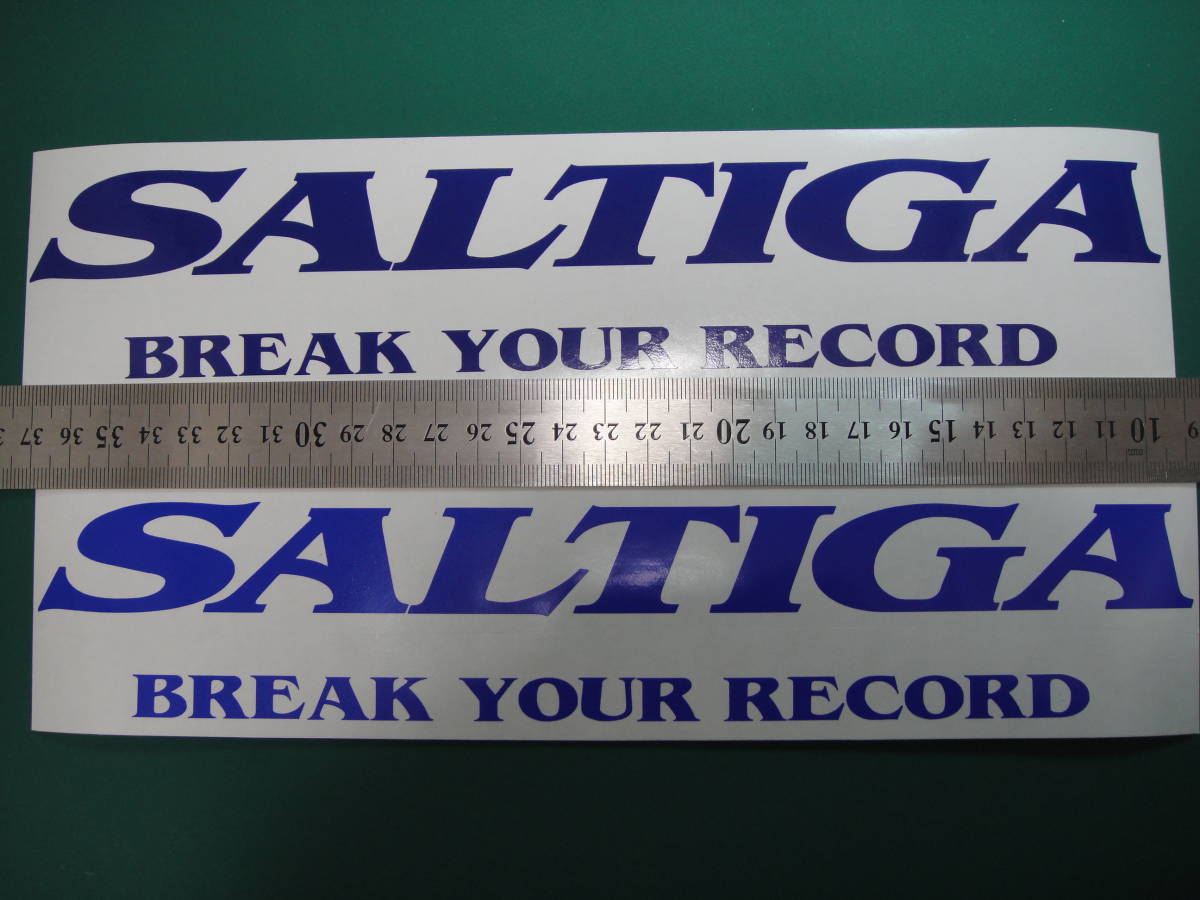 SALTIGA
BREAK YOUR RECORD
37 36 35 34 33 32 31 30 29 28 27 26 25 24 23 22 21 20 19 18 17 16 15 14 13 12 11 10 9
SALTIGA
BREAK YOUR RECORD